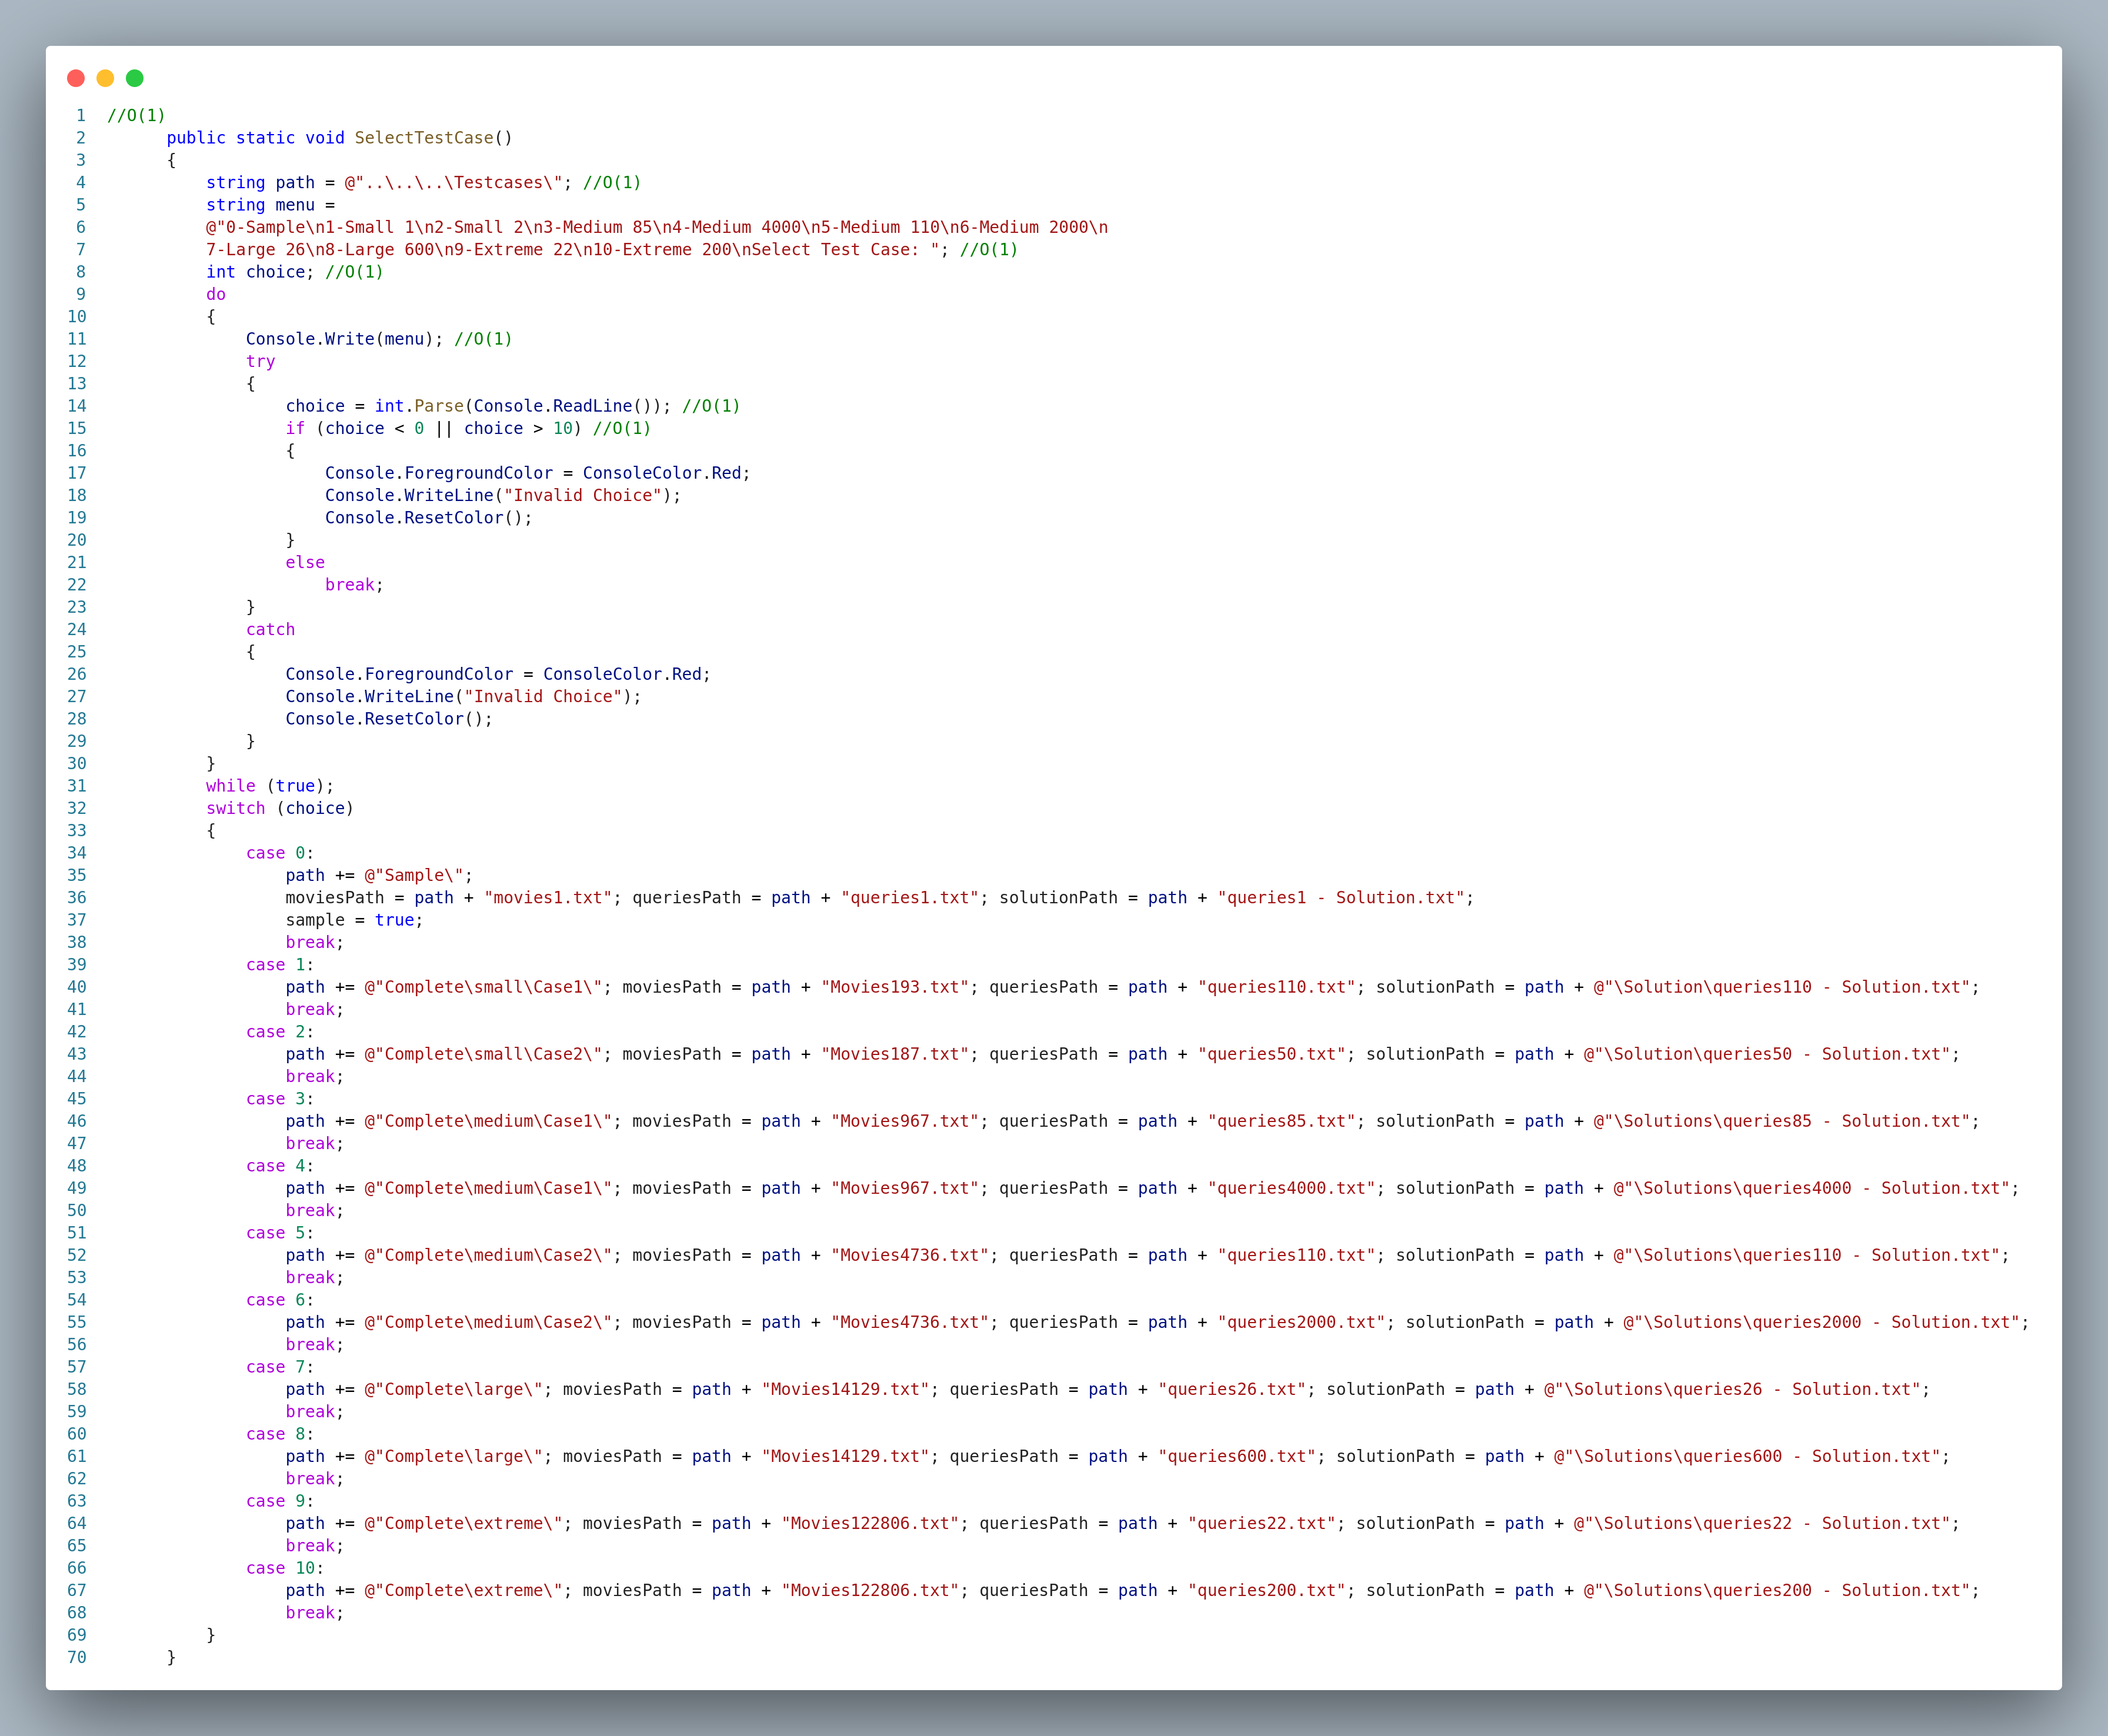 1 //O(1)
2 public static void SelectTestCase()
3 {
4 string path = @"..\..\..\Testcases\"; //O(1)
5 string menu =
6 @"0-Sample\n1-Small 1\n2-Small 2\n3-Medium 85\n4-Medium 4000\n5-Medium 110\n6-Medium 2000\n
7 7-Large 26\n8-Large 600\n9-Extreme 22\n10-Extreme 200\nSelect Test Case: "; //O(1)
8 int choice; //O(1)
9 do
10 {
11 Console.Write(menu); //O(1)
12 try
13 {
14 choice = int.Parse(Console.ReadLine()); //O(1)
15 if (choice < 0 || choice > 10) //O(1)
16 {
17 Console.ForegroundColor = ConsoleColor.Red;
18 Console.WriteLine("Invalid Choice");
19 Console.ResetColor();
20 }
21 else
22 break;
23 }
24 catch
25 {
26 Console.ForegroundColor = ConsoleColor.Red;
27 Console.WriteLine("Invalid Choice");
28 Console.ResetColor();
29 }
30 }
31 while (true);
32 switch (choice)
33 {
34 case 0:
35 path += @"Sample\";
36 moviesPath = path + "movies1.txt"; queriesPath = path + "queries1.txt"; solutionPath = path + "queries1 - Solution.txt";
37 sample = true;
38 break;
39 case 1:
40 path += @"Complete\small\Case1\"; moviesPath = path + "Movies193.txt"; queriesPath = path + "queries110.txt"; solutionPath = path + @"\Solution\queries110 - Solution.txt";
41 break;
42 case 2:
43 path += @"Complete\small\Case2\"; moviesPath = path + "Movies187.txt"; queriesPath = path + "queries50.txt"; solutionPath = path + @"\Solution\queries50 - Solution.txt";
44 break;
45 case 3:
46 path += @"Complete\medium\Case1\"; moviesPath = path + "Movies967.txt"; queriesPath = path + "queries85.txt"; solutionPath = path + @"\Solutions\queries85 - Solution.txt";
47 break;
48 case 4:
49 path += @"Complete\medium\Case1\"; moviesPath = path + "Movies967.txt"; queriesPath = path + "queries4000.txt"; solutionPath = path + @"\Solutions\queries4000 - Solution.txt";
50 break;
51 case 5:
52 path += @"Complete\medium\Case2\"; moviesPath = path + "Movies4736.txt"; queriesPath = path + "queries110.txt"; solutionPath = path + @"\Solutions\queries110 - Solution.txt";
53 break;
54 case 6:
55 path += @"Complete\medium\Case2\"; moviesPath = path + "Movies4736.txt"; queriesPath = path + "queries2000.txt"; solutionPath = path + @"\Solutions\queries2000 - Solution.txt";
56 break;
57 case 7:
58 path += @"Complete\large\"; moviesPath = path + "Movies14129.txt"; queriesPath = path + "queries26.txt"; solutionPath = path + @"\Solutions\queries26 - Solution.txt";
59 break;
60 case 8:
61 path += @"Complete\large\"; moviesPath = path + "Movies14129.txt"; queriesPath = path + "queries600.txt"; solutionPath = path + @"\Solutions\queries600 - Solution.txt";
62 break;
63 case 9:
64 path += @"Complete\extreme\"; moviesPath = path + "Movies122806.txt"; queriesPath = path + "queries22.txt"; solutionPath = path + @"\Solutions\queries22 - Solution.txt";
65 break;
66 case 10:
67 path += @"Complete\extreme\"; moviesPath = path + "Movies122806.txt"; queriesPath = path + "queries200.txt"; solutionPath = path + @"\Solutions\queries200 - Solution.txt";
68 break;
69 }
70 }